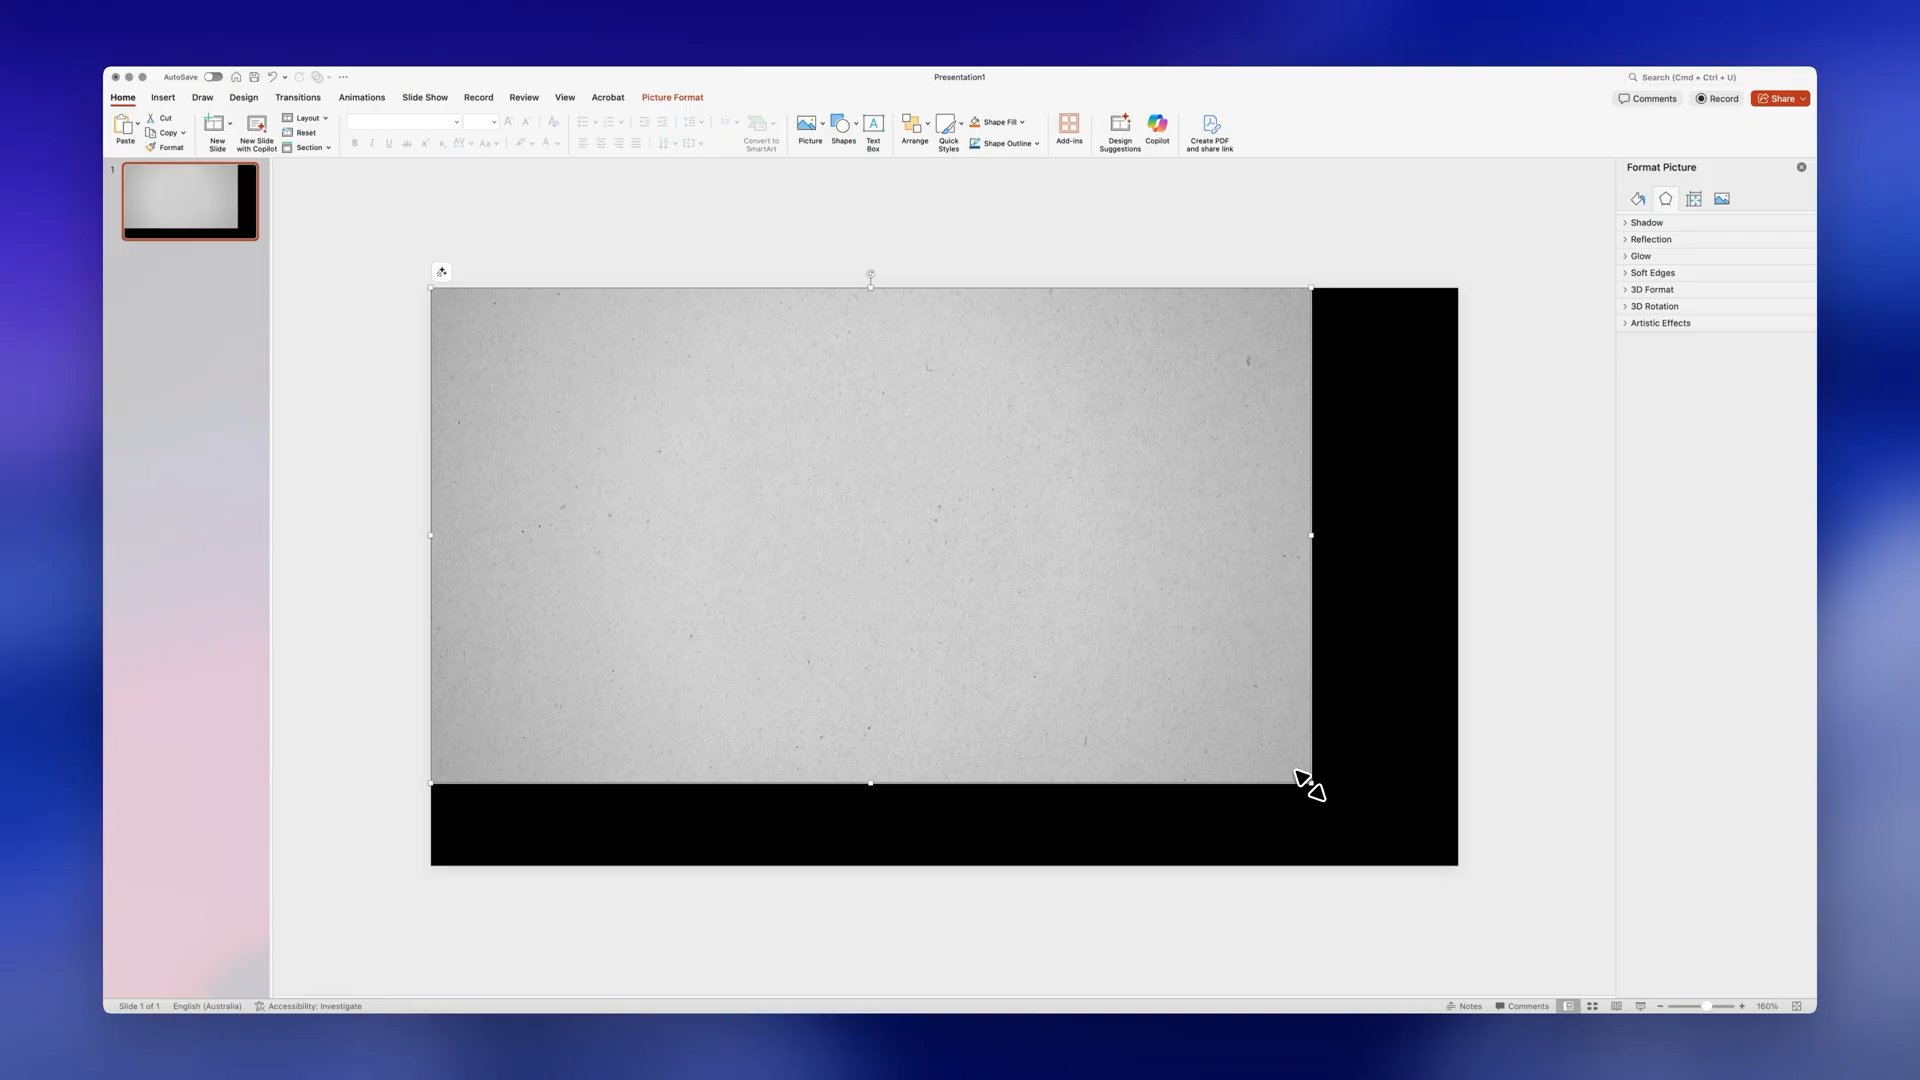 AutoSave
Presentation1
Search (Cmd + Ctrl + U)
Home Insert Draw Design Transitions Animations Slide Show Record Review View Acrobat Picture Format
Comments Record Share
Paste
Cut
Copy
Format
New Slide
New Slide with Copilot
Layout
Reset
Section
Convert to SmartArt
Picture
Shapes
Text Box
Arrange
Quick Styles
Shape Fill
Shape Outline
Add-ins
Design Suggestions
Copilot
Create PDF and share link
1
Format Picture
Shadow
Reflection
Glow
Soft Edges
3D Format
3D Rotation
Artistic Effects
Slide 1 of 1 English (Australia) Accessibility: Investigate
Notes Comments 160%